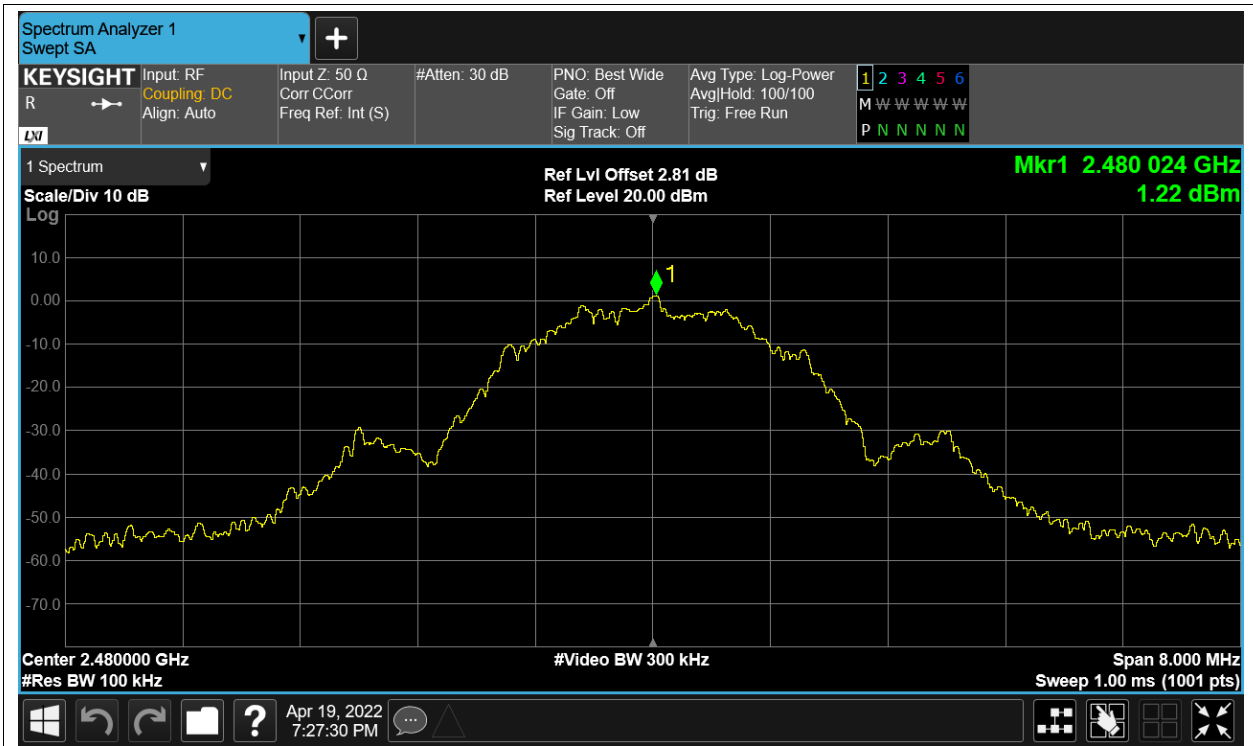 Spectrum Analyzer 1
Swept SA
KEYSIGHT
R
LXI
Input: RF
Coupling: DC
Align: Auto
Input Z: 50 Ω
Corr CCorr
Freq Ref: Int (S)
#Atten: 30 dB
PNO: Best Wide
Gate: Off
IF Gain: Low
Sig Track: Off
Avg Type: Log-Power
Avg|Hold: 100/100
Trig: Free Run
1 2 3 4 5 6
M W W W W W
P N N N N N
1 Spectrum
Scale/Div 10 dB
Log
Ref Lvl Offset 2.81 dB
Ref Level 20.00 dBm
Mkr1 2.480 024 GHz
1.22 dBm
1
10.0
0.00
-10.0
-20.0
-30.0
-40.0
-50.0
-60.0
-70.0
Center 2.480000 GHz
#Res BW 100 kHz
#Video BW 300 kHz
Span 8.000 MHz
Sweep 1.00 ms (1001 pts)
?
Apr 19, 2022
7:27:30 PM